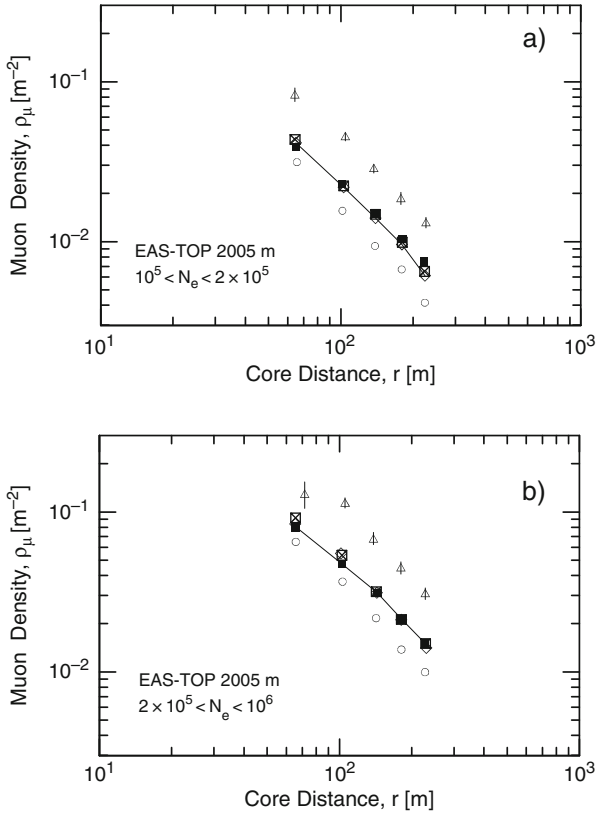 a)
Muon Density, ρμ [m−2]
10−1
10−2
EAS-TOP 2005 m
10⁵ < Nₑ < 2 × 10⁵
10¹ 10² 10³
Core Distance, r [m]
b)
Muon Density, ρμ [m−2]
10−1
10−2
EAS-TOP 2005 m
2 × 10⁵ < Nₑ < 10⁶
10¹ 10² 10³
Core Distance, r [m]